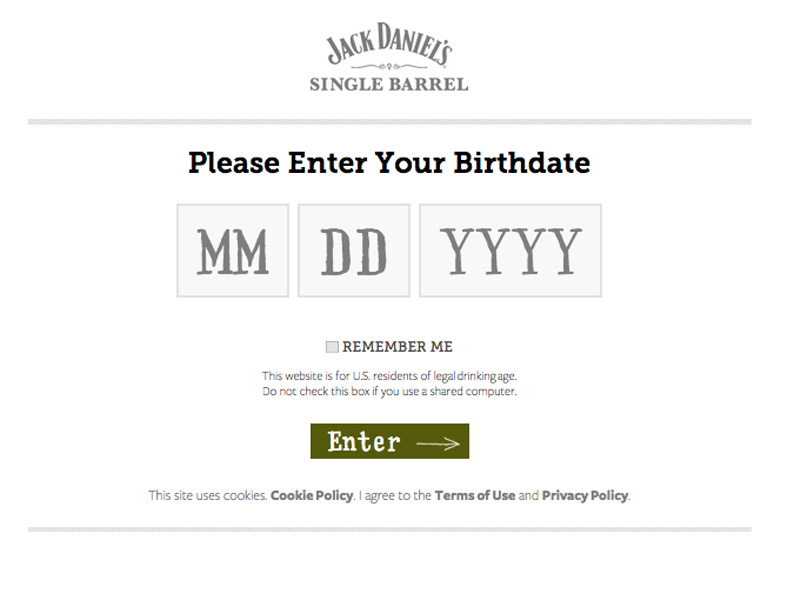 JACK DANIEL'S
SINGLE BARREL
Please Enter Your Birthdate
MM DD YYYY
REMEMBER ME
This website is for U.S. residents of legal drinking age.
Do not check this box if you use a shared computer.
Enter
This site uses cookies. Cookie Policy. I agree to the Terms of Use and Privacy Policy.